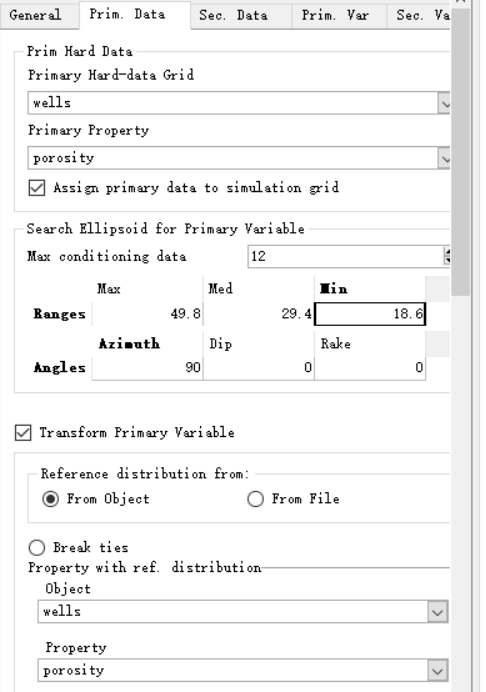 General Prim. Data Sec. Data Prim. Var Sec. Va
Prim Hard Data
Primary Hard-data Grid
wells
Primary Property
porosity
Assign primary data to simulation grid
Search Ellipsoid for Primary Variable
Max conditioning data 12
Max Med Min
Ranges 49.8 29.4 18.6
Azimuth Dip Rake
Angles 90 0 0
Transform Primary Variable
Reference distribution from:
From Object From File
Break ties
Property with ref. distribution
Object
wells
Property
porosity